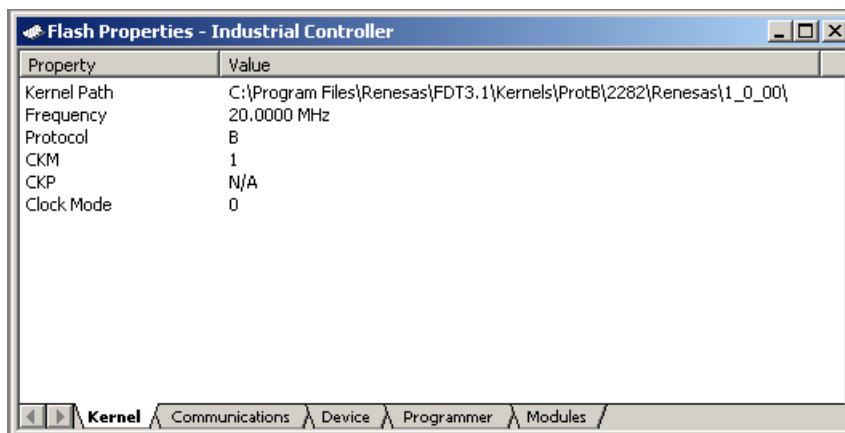 Flash Properties - Industrial Controller
Property Value
Kernel Path C:\Program Files\Renesas\FDT3.1\Kernels\ProtB\2282\Renesas\1_0_00\
Frequency 20.0000 MHz
Protocol B
CKM 1
CKP N/A
Clock Mode 0
Kernel Communications Device Programmer Modules